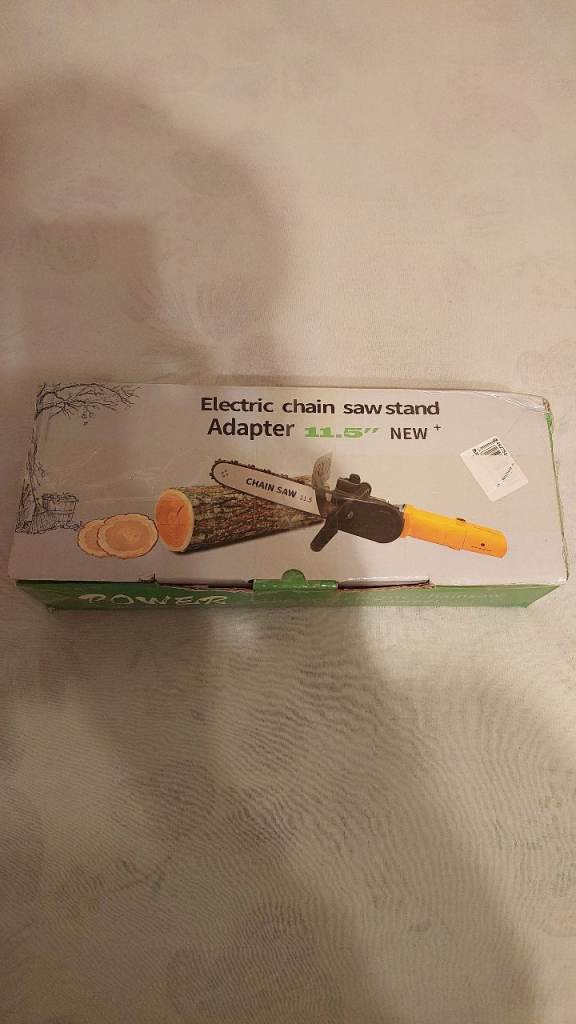 Electric chain saw stand
Adapter 11.5" NEW +
CHAIN SAW 11.5
POWER